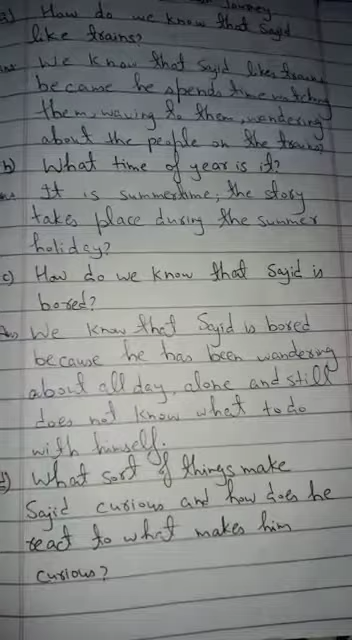 Journey
a) How do we know that Sajid
like trains?
Ans We know that Sajid likes trains
because he spends time watching
them, waving to them, wondering
about the people on the trains
b) What time of year is it?
Ans It is summertime; the story
takes place during the summer
holiday?
c) How do we know that Sajid is
bored?
Ans We know that Sajid is bored
because he has been wandering
about all day, alone and still
does not know what to do
with himself.
d) What sort of things make
Sajid curious and how does he
react to what makes him
curious?